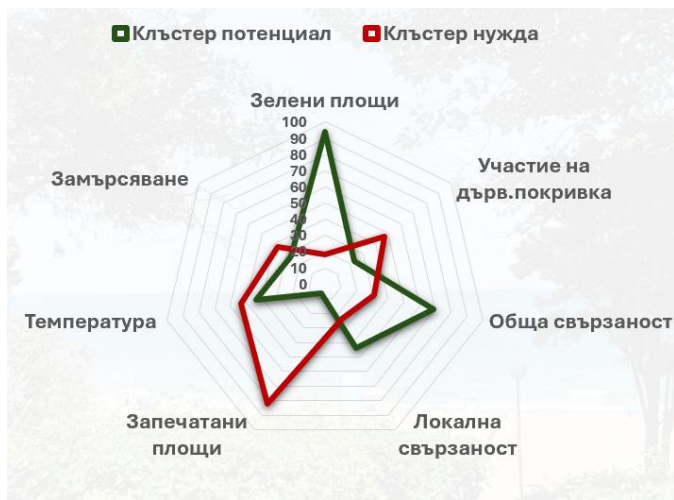 Клъстер потенциал
Клъстер нужда
Зелени площи
100
90
80
70
60
50
40
30
20
10
0
Участие на
дърв.покривка
Обща свързаност
Локална
свързаност
Запечатани
площи
Температура
Замърсяване